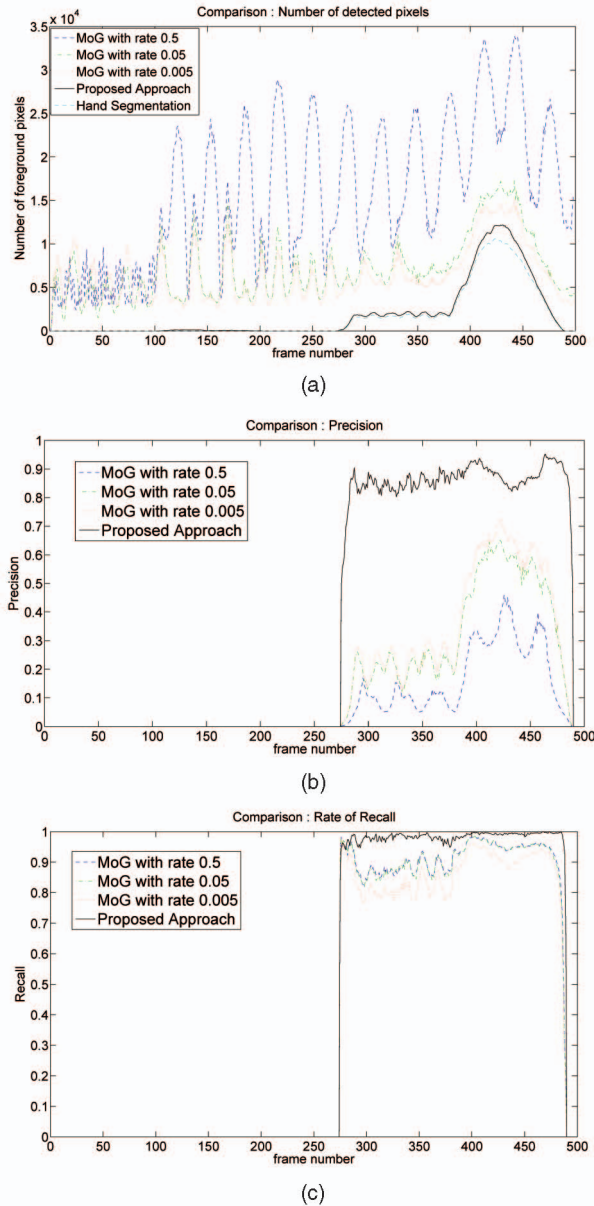 Comparison : Number of detected pixels
x 10^4
MoG with rate 0.5
MoG with rate 0.05
MoG with rate 0.005
Proposed Approach
Hand Segmentation
Number of foreground pixels
3.5
3
2.5
2
1.5
1
0.5
0
0 50 100 150 200 250 300 350 400 450 500
frame number
(a)
Comparison : Precision
MoG with rate 0.5
MoG with rate 0.05
MoG with rate 0.005
Proposed Approach
Precision
1
0.9
0.8
0.7
0.6
0.5
0.4
0.3
0.2
0.1
0
0 50 100 150 200 250 300 350 400 450 500
frame number
(b)
Comparison : Rate of Recall
MoG with rate 0.5
MoG with rate 0.05
MoG with rate 0.005
Proposed Approach
Recall
1
0.9
0.8
0.7
0.6
0.5
0.4
0.3
0.2
0.1
0
0 50 100 150 200 250 300 350 400 450 500
frame number
(c)